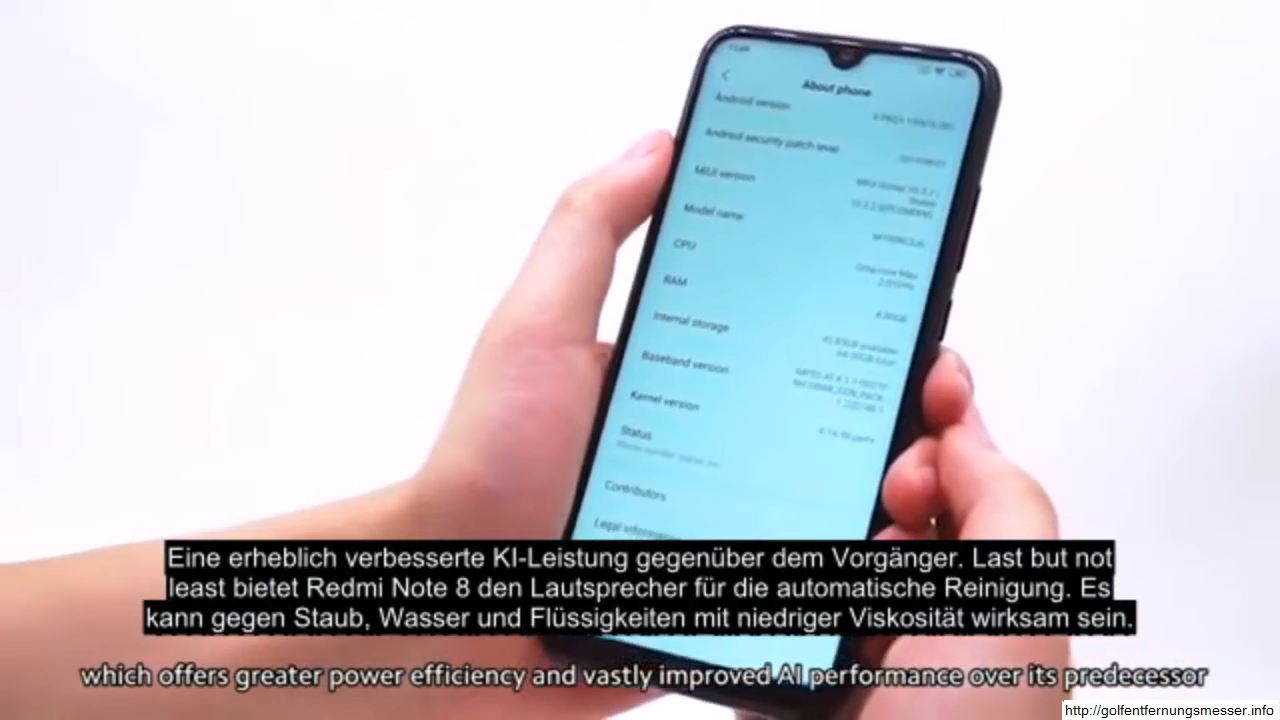 About phone
Android version
Android security patch level
MIUI version
Model name
CPU
RAM
Internal storage
Baseband version
Kernel version
Status
Contributors
Legal
Eine erheblich verbesserte KI-Leistung gegenüber dem Vorgänger. Last but not
least bietet Redmi Note 8 den Lautsprecher für die automatische Reinigung. Es
kann gegen Staub, Wasser und Flüssigkeiten mit niedriger Viskosität wirksam sein.
which offers greater power efficiency and vastly improved AI performance over its predecessor
http://golfentfernungsmesser.info